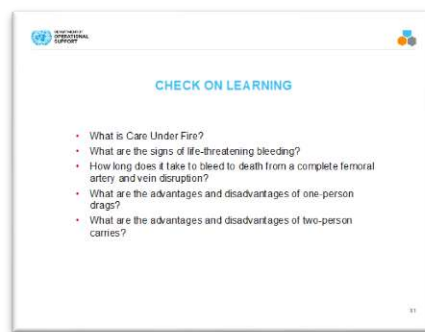 DEPARTMENT OF
OPERATIONAL
SUPPORT
CHECK ON LEARNING
• What is Care Under Fire?
• What are the signs of life-threatening bleeding?
• How long does it take to bleed to death from a complete femoral
artery and vein disruption?
• What are the advantages and disadvantages of one-person
drags?
• What are the advantages and disadvantages of two-person
carries?